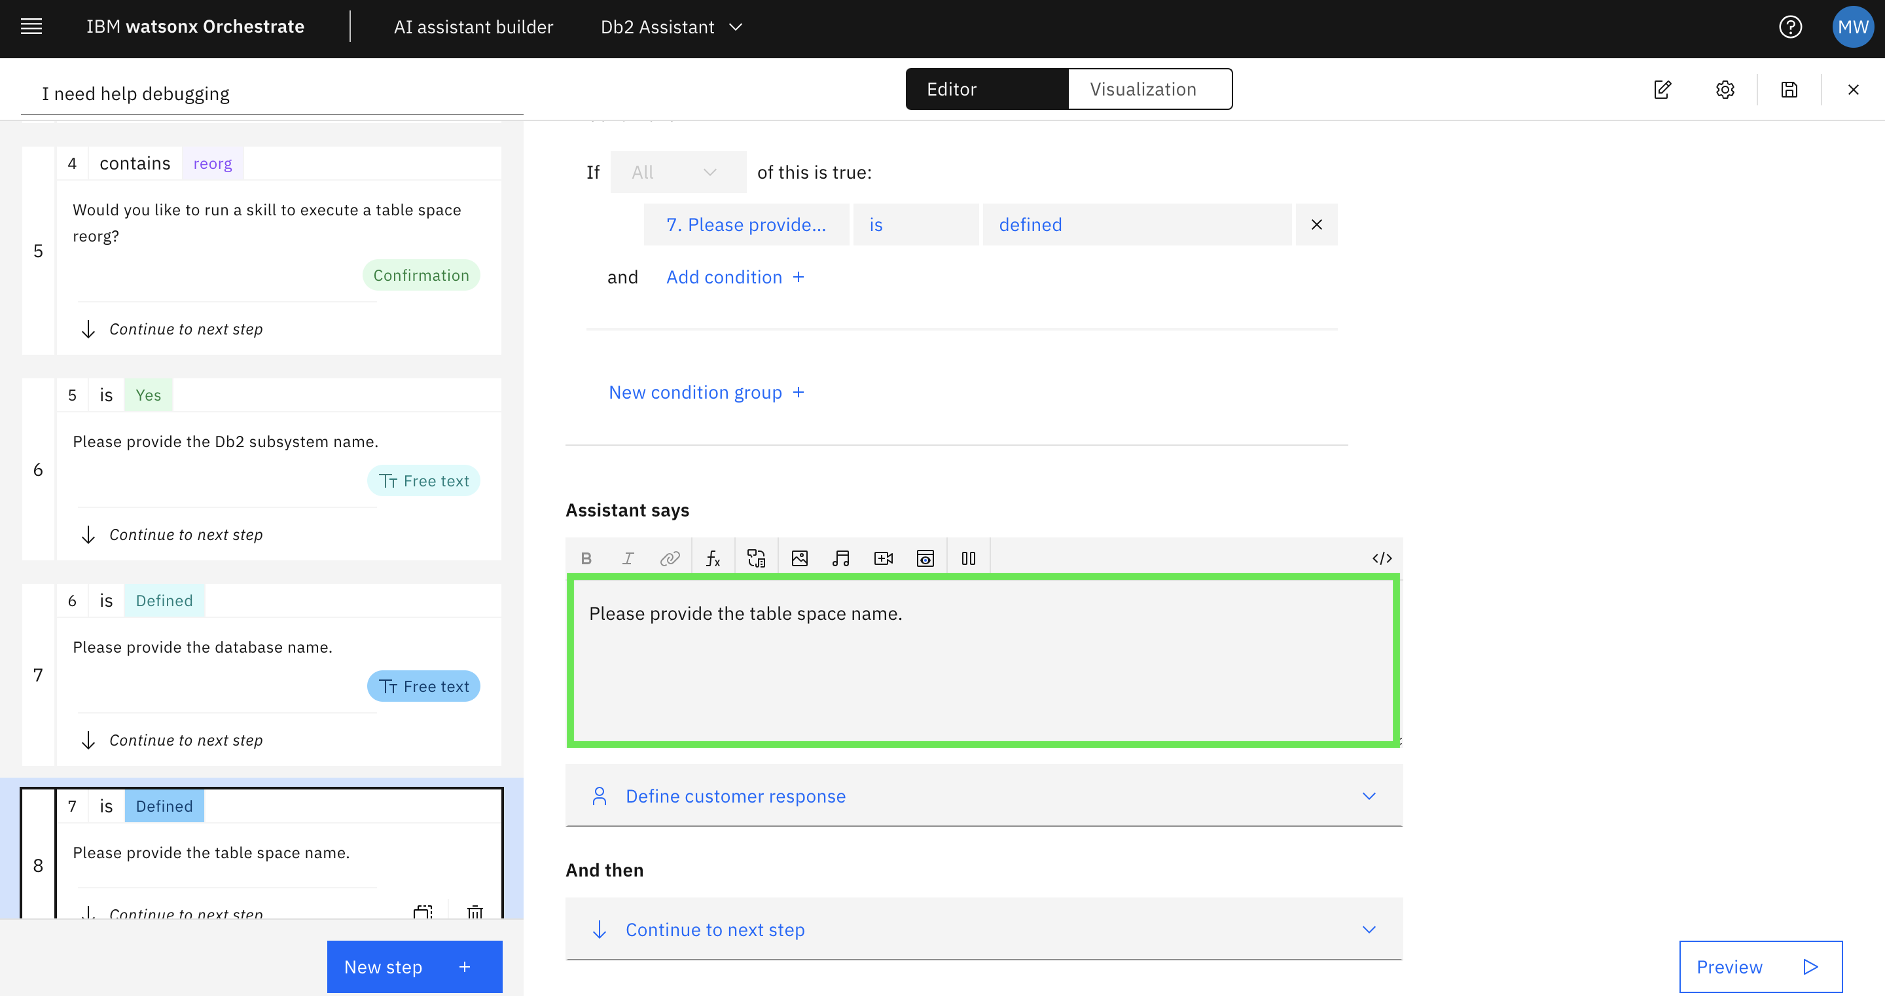 IBM watsonx Orchestrate
AI assistant builder
Db2 Assistant
MW
I need help debugging
Editor
Visualization
4 contains reorg
Would you like to run a skill to execute a table space
reorg?
5
Confirmation
Continue to next step
5 is Yes
Please provide the Db2 subsystem name.
6
Free text
Continue to next step
6 is Defined
Please provide the database name.
7
Free text
Continue to next step
7 is Defined
Please provide the table space name.
8
Continue to next step
New step +
If All of this is true:
7. Please provide... is defined
and Add condition +
New condition group +
Assistant says
B I
fx
</>
Please provide the table space name.
Define customer response
And then
Continue to next step
Preview